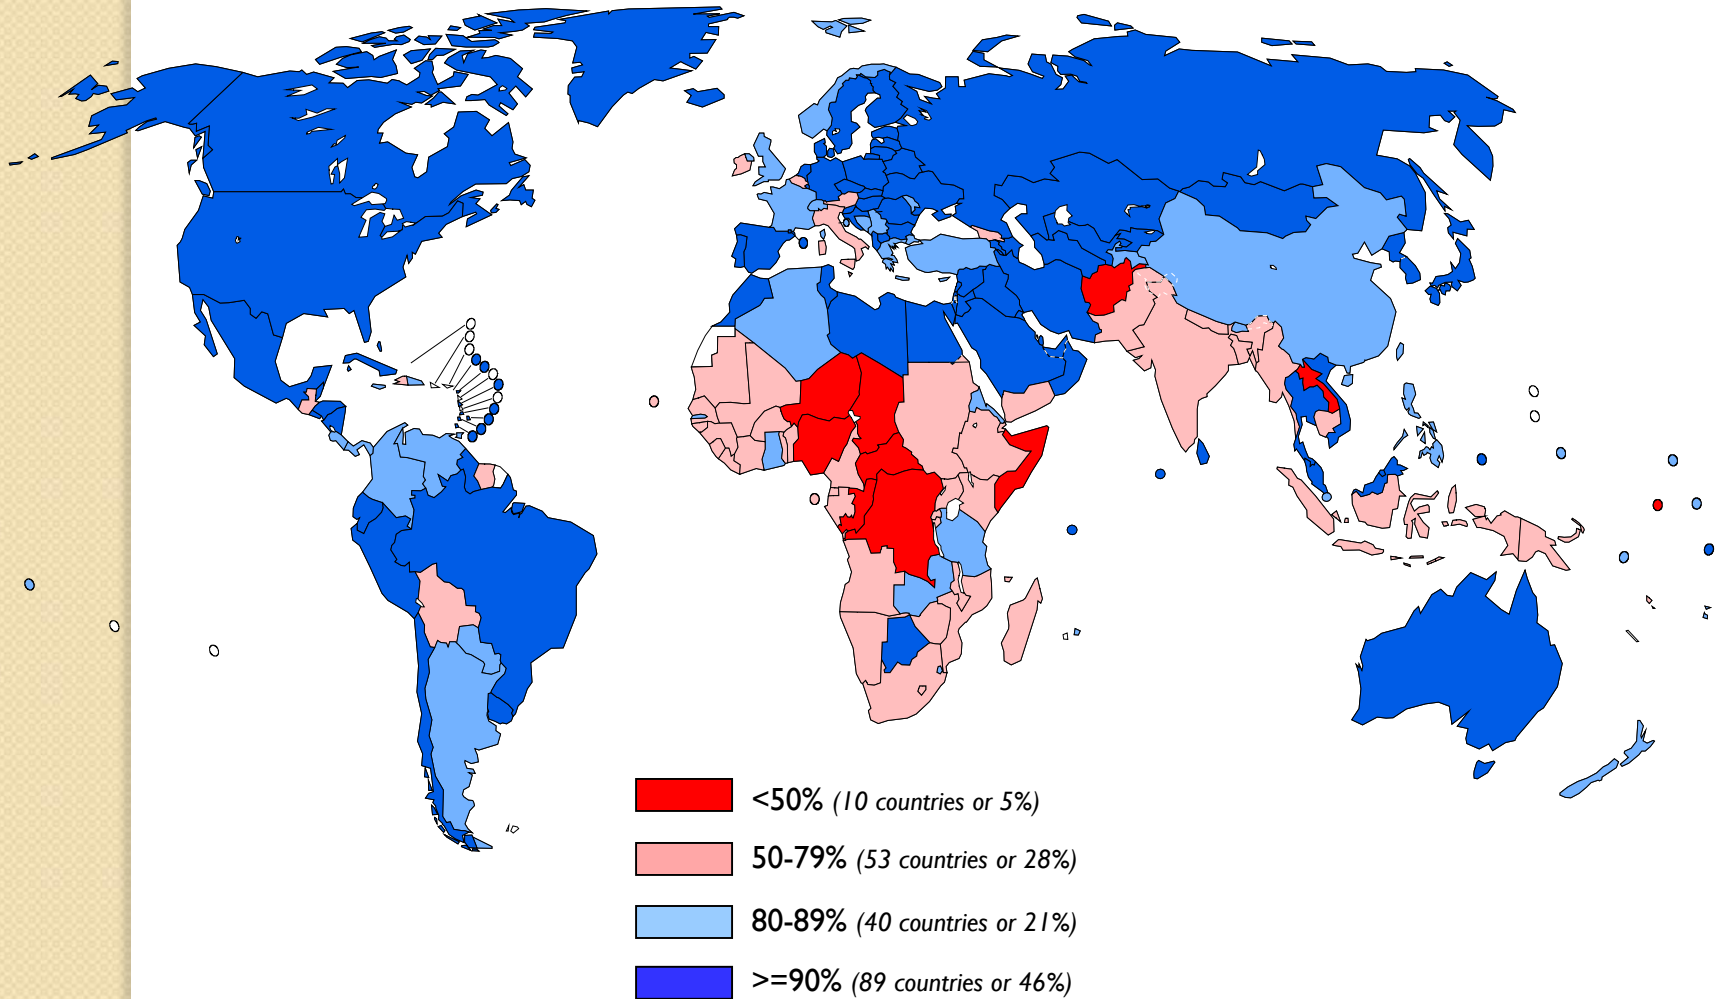 <50% (10 countries or 5%)
50-79% (53 countries or 28%)
80-89% (40 countries or 21%)
>=90% (89 countries or 46%)